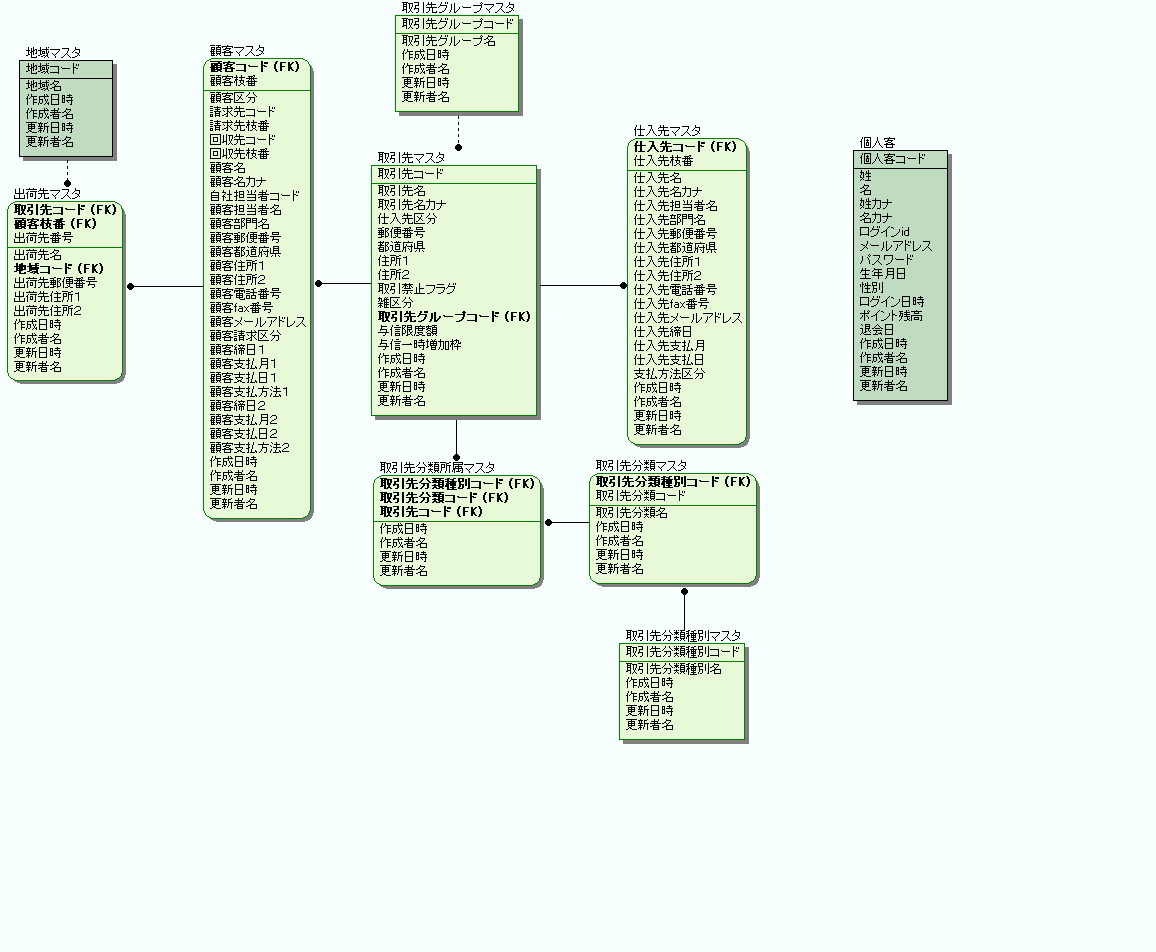 地域マスタ
地域コード
地域名
作成日時
作成者名
更新日時
更新者名
出荷先マスタ
取引先コード (FK)
顧客枝番 (FK)
出荷先番号
出荷先名
地域コード (FK)
出荷先郵便番号
出荷先住所1
出荷先住所2
作成日時
作成者名
更新日時
更新者名
顧客マスタ
顧客コード (FK)
顧客枝番
顧客区分
請求先コード
請求先枝番
回収先コード
回収先枝番
顧客名
顧客名カナ
自社担当者コード
顧客担当者名
顧客部門名
顧客郵便番号
顧客都道府県
顧客住所1
顧客住所2
顧客電話番号
顧客fax番号
顧客メールアドレス
顧客請求区分
顧客締日1
顧客支払月1
顧客支払日1
顧客支払方法1
顧客締日2
顧客支払月2
顧客支払日2
顧客支払方法2
作成日時
作成者名
更新日時
更新者名
取引先グループマスタ
取引先グループコード
取引先グループ名
作成日時
作成者名
更新日時
更新者名
取引先マスタ
取引先コード
取引先名
取引先名カナ
仕入先区分
郵便番号
都道府県
住所1
住所2
取引禁止フラグ
雑区分
取引先グループコード (FK)
与信限度額
与信一時増加枠
作成日時
作成者名
更新日時
更新者名
取引先分類所属マスタ
取引先分類種別コード (FK)
取引先分類コード (FK)
取引先コード (FK)
作成日時
作成者名
更新日時
更新者名
仕入先マスタ
仕入先コード (FK)
仕入先枝番
仕入先名
仕入先名カナ
仕入先担当者名
仕入先部門名
仕入先郵便番号
仕入先都道府県
仕入先住所1
仕入先住所2
仕入先電話番号
仕入先fax番号
仕入先メールアドレス
仕入先締日
仕入先支払月
仕入先支払日
支払方法区分
作成日時
作成者名
更新日時
更新者名
取引先分類マスタ
取引先分類種別コード (FK)
取引先分類コード
取引先分類名
作成日時
作成者名
更新日時
更新者名
取引先分類種別マスタ
取引先分類種別コード
取引先分類種別名
作成日時
作成者名
更新日時
更新者名
個人客
個人客コード
姓
名
姓カナ
名カナ
ログインid
メールアドレス
パスワード
生年月日
性別
ログイン日時
ポイント残高
退会日
作成日時
作成者名
更新日時
更新者名